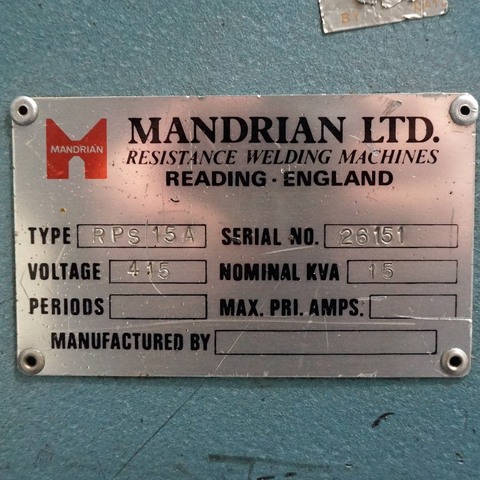 MANDRIAN
MANDRIAN LTD.
RESISTANCE WELDING MACHINES
READING · ENGLAND
TYPE RPS 15A SERIAL NO. 26151
VOLTAGE 415 NOMINAL KVA 15
PERIODS MAX. PRI. AMPS.
MANUFACTURED BY